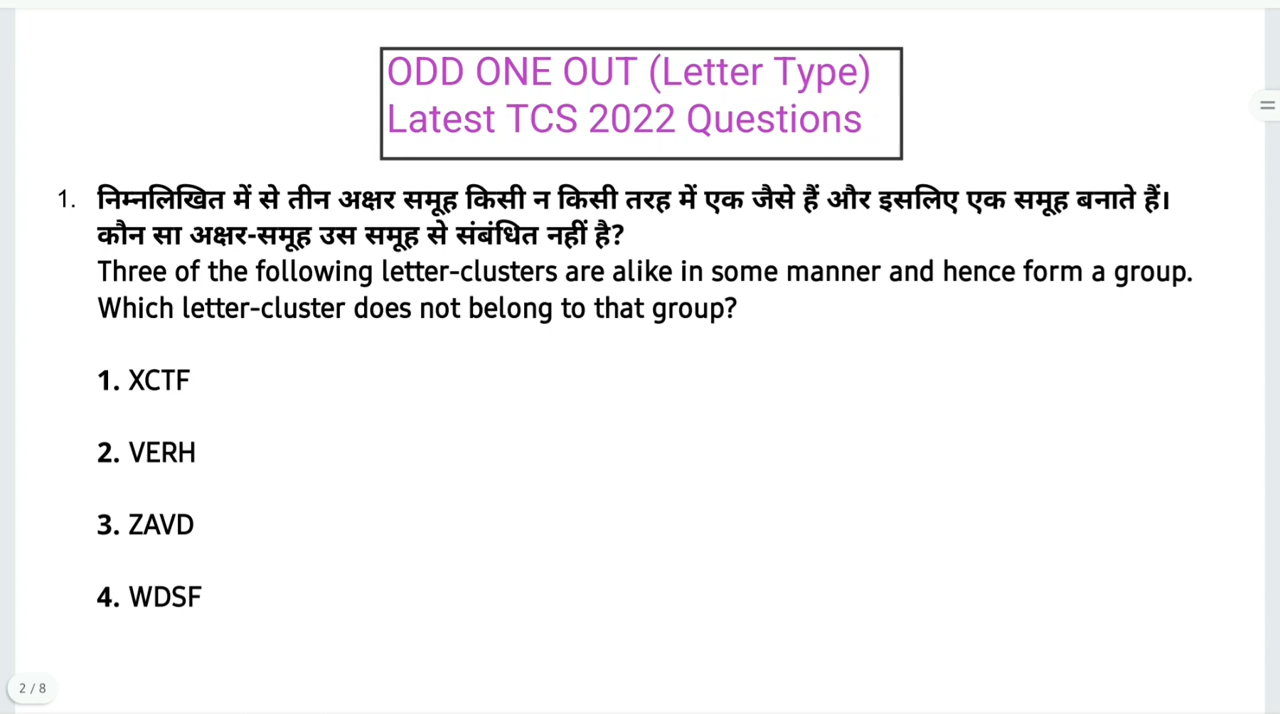 ODD ONE OUT (Letter Type)
Latest TCS 2022 Questions
1. निम्नलिखित में से तीन अक्षर समूह किसी न किसी तरह में एक जैसे हैं और इसलिए एक समूह बनाते हैं।
कौन सा अक्षर-समूह उस समूह से संबंधित नहीं है?
Three of the following letter-clusters are alike in some manner and hence form a group.
Which letter-cluster does not belong to that group?
1. XCTF
2. VERH
3. ZAVD
4. WDSF
2 / 8